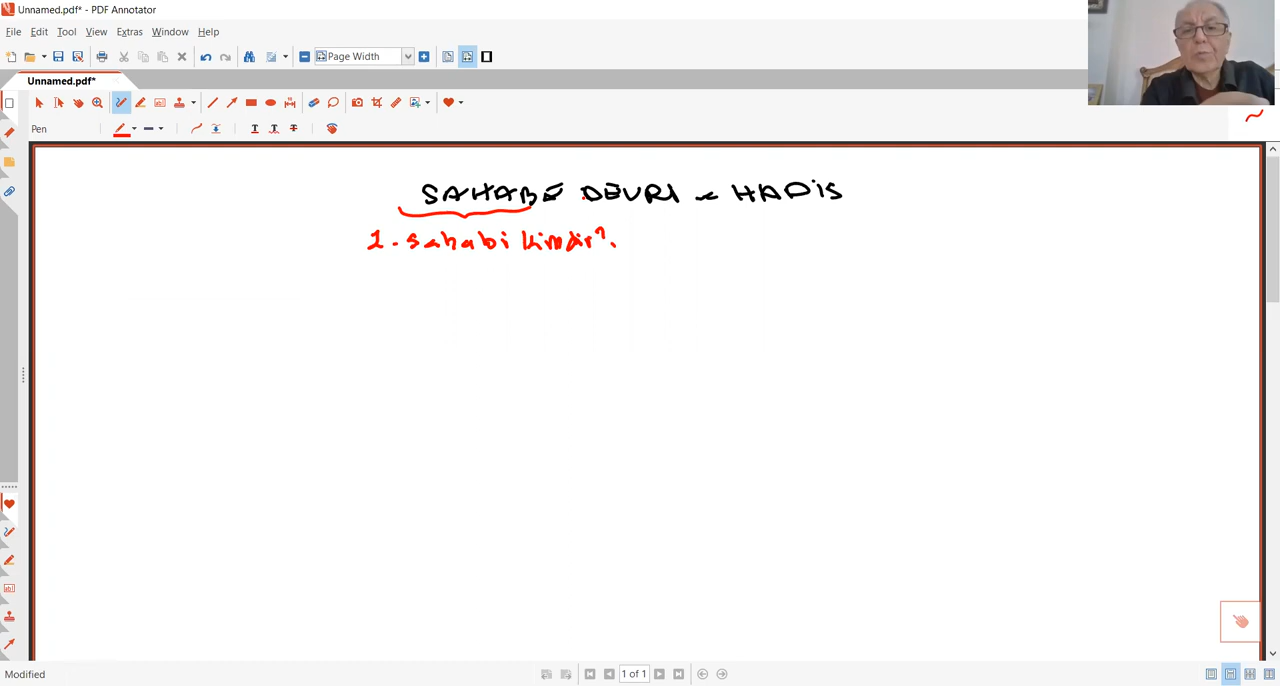 Unnamed.pdf* - PDF Annotator
File Edit Tool View Extras Window Help
Page Width
Unnamed.pdf*
Pen
SAHABE DEVRI ve HADİS
1. sahabi kimdir?
Modified
1 of 1